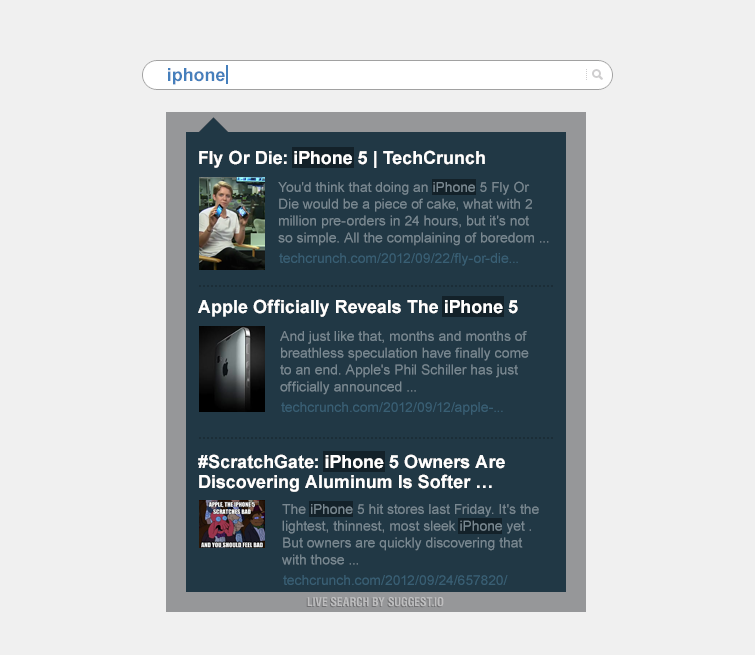 iphone
Fly Or Die: iPhone 5 | TechCrunch
You'd think that doing an iPhone 5 Fly Or
Die would be a piece of cake, what with 2
million pre-orders in 24 hours, but it's not
so simple. All the complaining of boredom ...
techcrunch.com/2012/09/22/fly-or-die...
Apple Officially Reveals The iPhone 5
And just like that, months and months of
breathless speculation have finally come
to an end. Apple's Phil Schiller has just
officially announced ...
techcrunch.com/2012/09/12/apple-...
#ScratchGate: iPhone 5 Owners Are
Discovering Aluminum Is Softer ...
APPLE, THE IPHONE 5
SCRATCHES BAD
AND YOU SHOULD FEEL BAD
The iPhone 5 hit stores last Friday. It's the
lightest, thinnest, most sleek iPhone yet .
But owners are quickly discovering that
with those ...
techcrunch.com/2012/09/24/657820/
LIVE SEARCH BY SUGGEST.IO